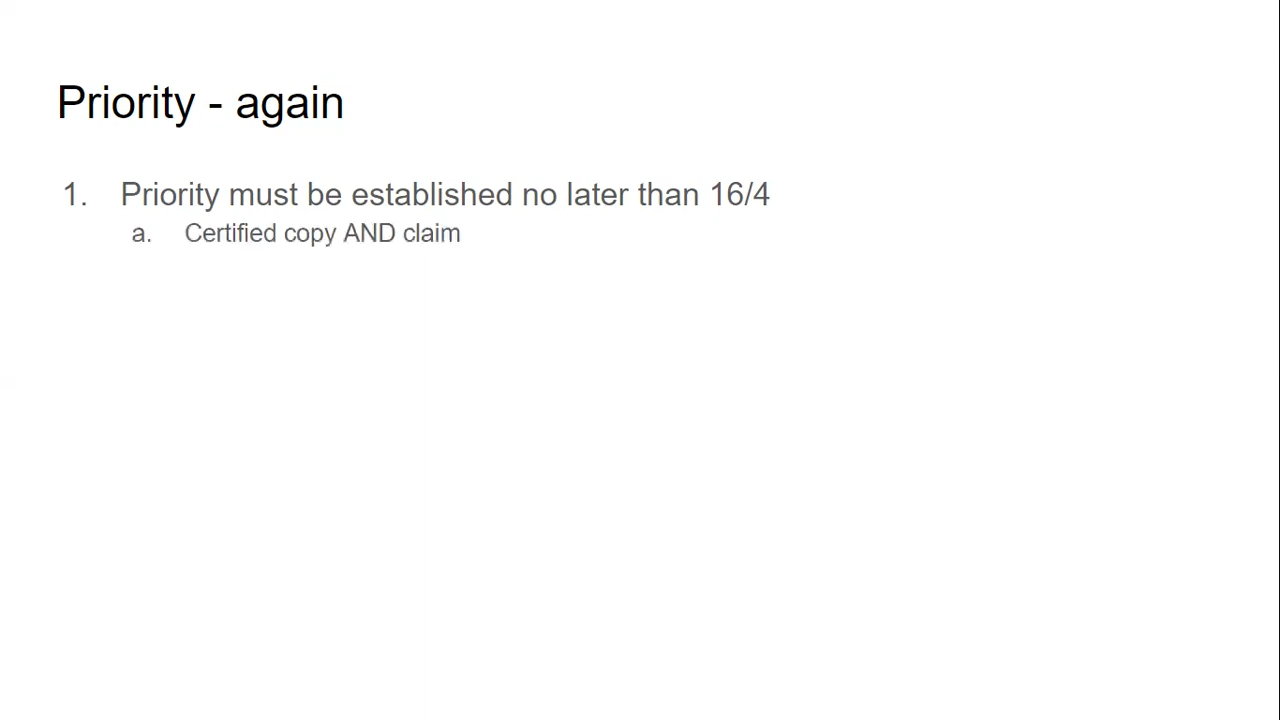 Priority - again
1. Priority must be established no later than 16/4
a. Certified copy AND claim